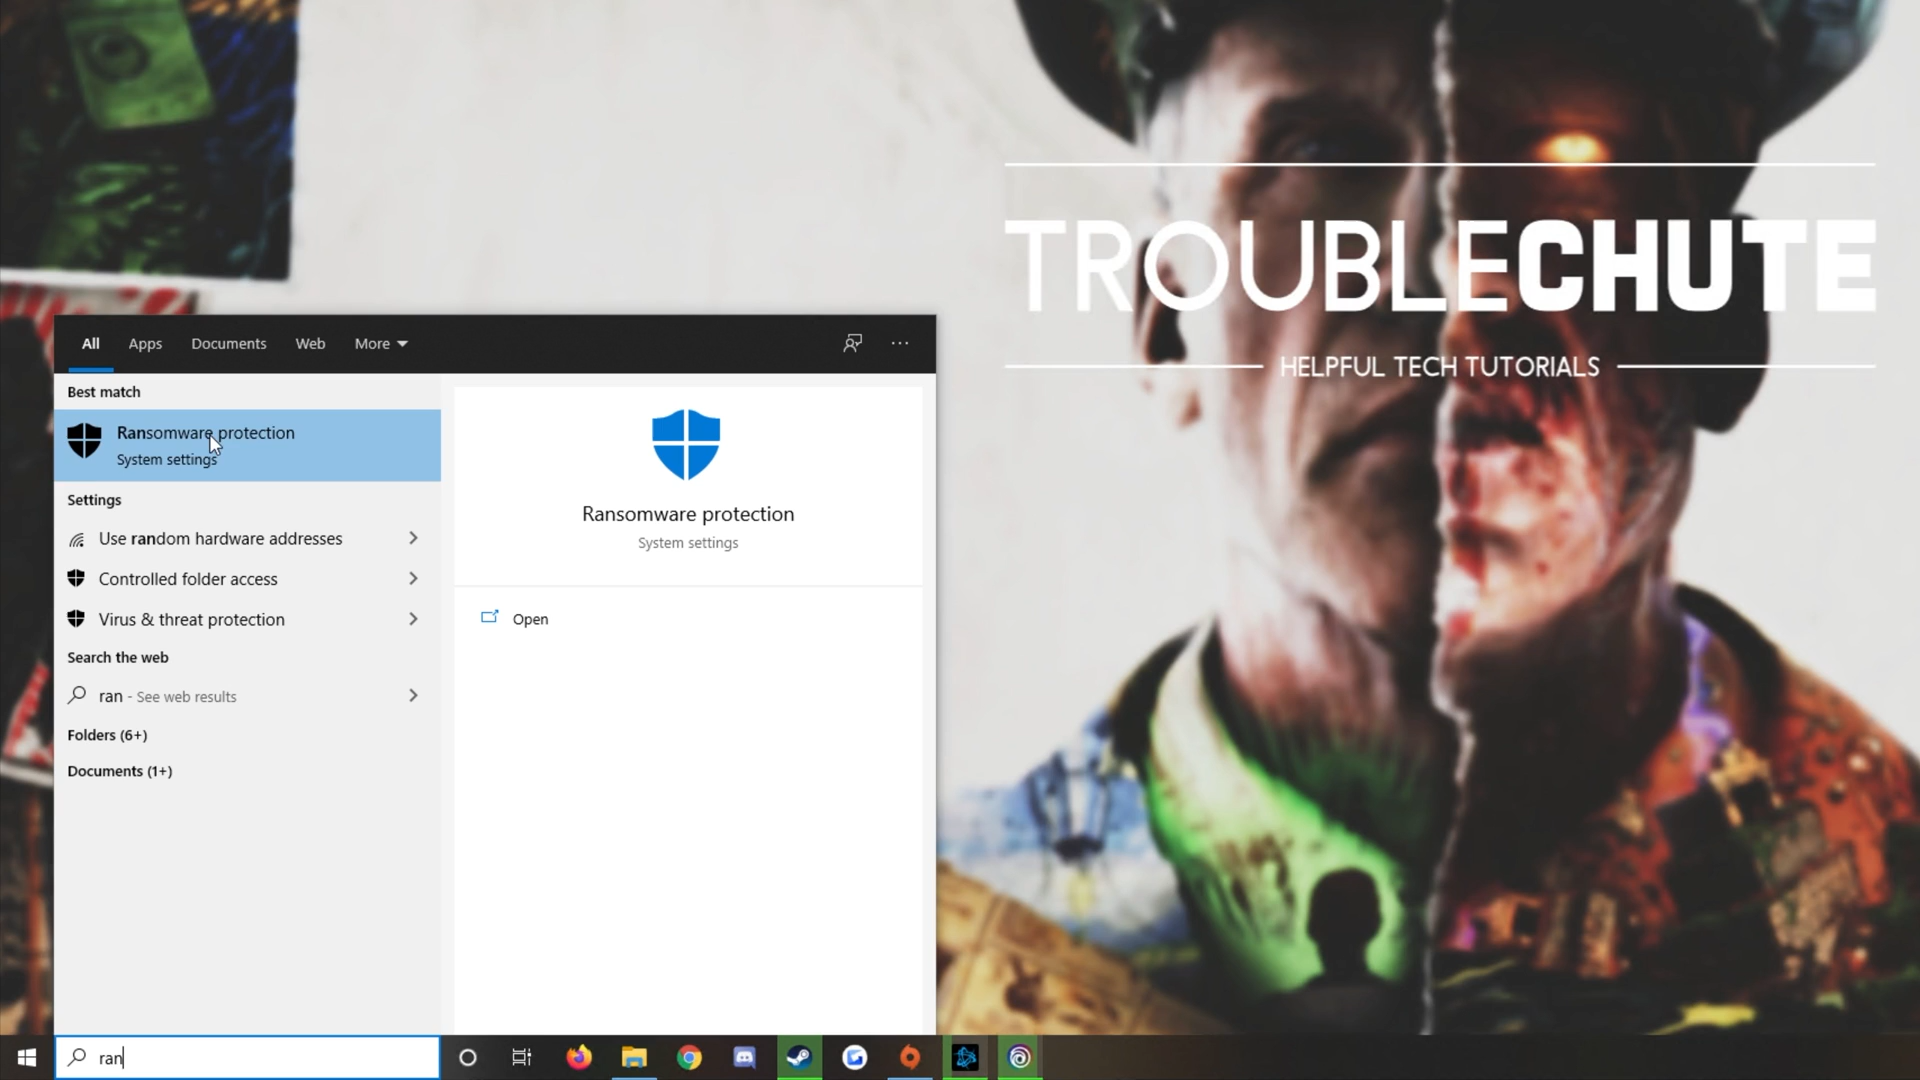 TROUBLECHUTE
HELPFUL TECH TUTORIALS
All Apps Documents Web More
Best match
Ransomware protection
System settings
Settings
Use random hardware addresses
Controlled folder access
Virus & threat protection
Search the web
ran - See web results
Folders (6+)
Documents (1+)
Ransomware protection
System settings
Open
ran